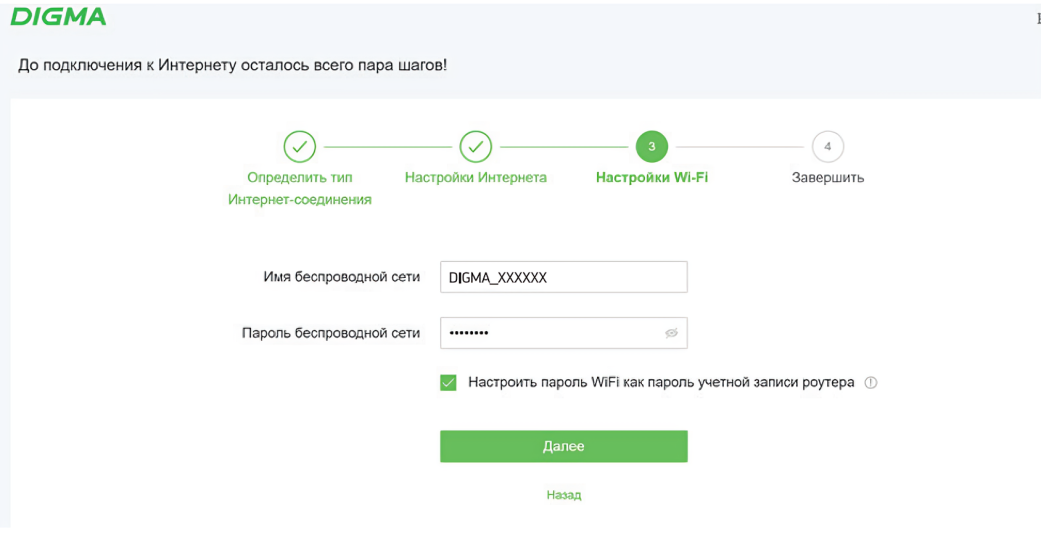 DIGMA
До подключения к Интернету осталось всего пара шагов!
3
4
Определить тип
Интернет-соединения
Настройки Интернета
Настройки Wi-Fi
Завершить
Имя беспроводной сети
DIGMA_XXXXXX
Пароль беспроводной сети
••••••••
Настроить пароль WiFi как пароль учетной записи роутера
Далее
Назад